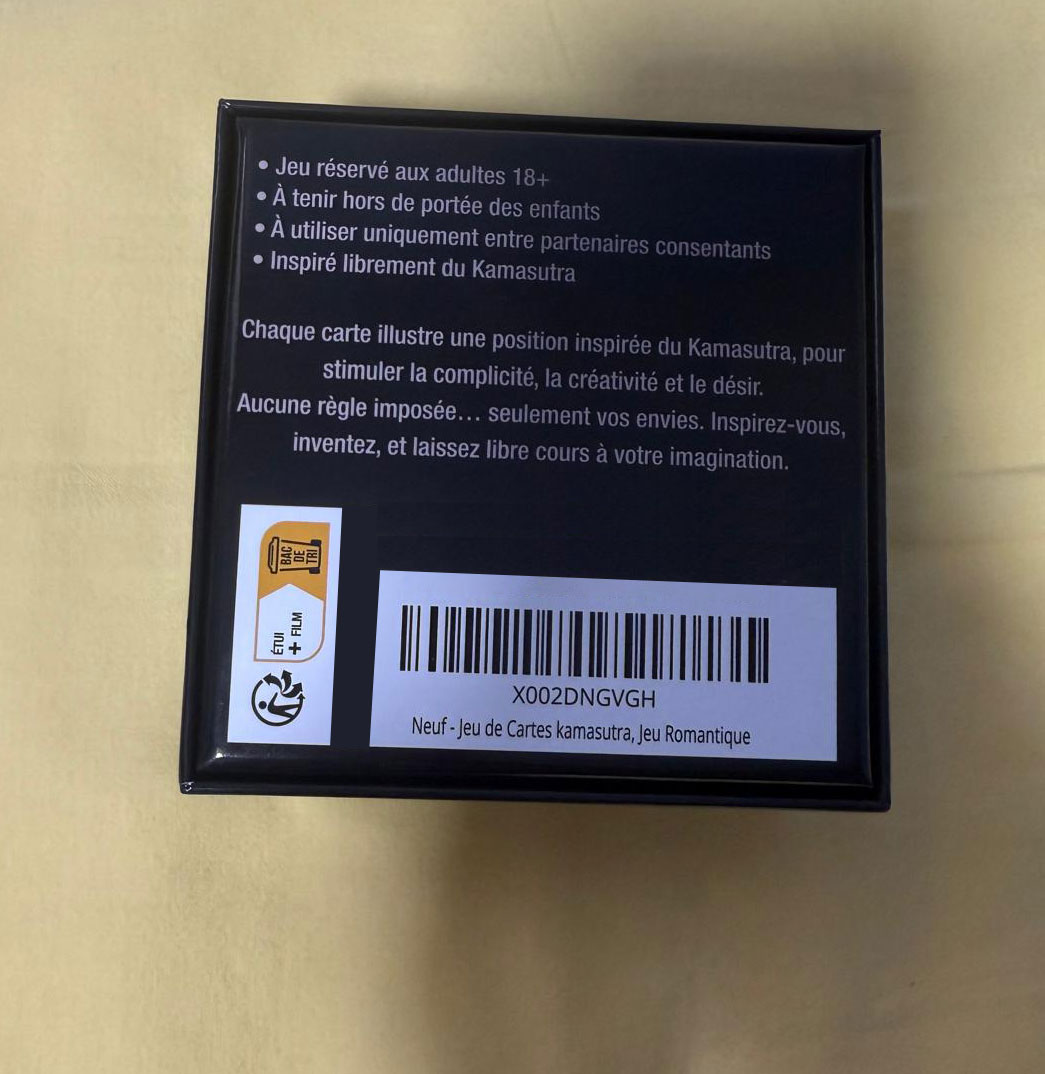 • Jeu réservé aux adultes 18+
• À tenir hors de portée des enfants
• À utiliser uniquement entre partenaires consentants
• Inspiré librement du Kamasutra
Chaque carte illustre une position inspirée du Kamasutra, pour
stimuler la complicité, la créativité et le désir.
Aucune règle imposée... seulement vos envies. Inspirez-vous,
inventez, et laissez libre cours à votre imagination.
BAC
DE
TRI
ÉTUI
+ FILM
X002DNGVGH
Neuf - Jeu de Cartes kamasutra, Jeu Romantique